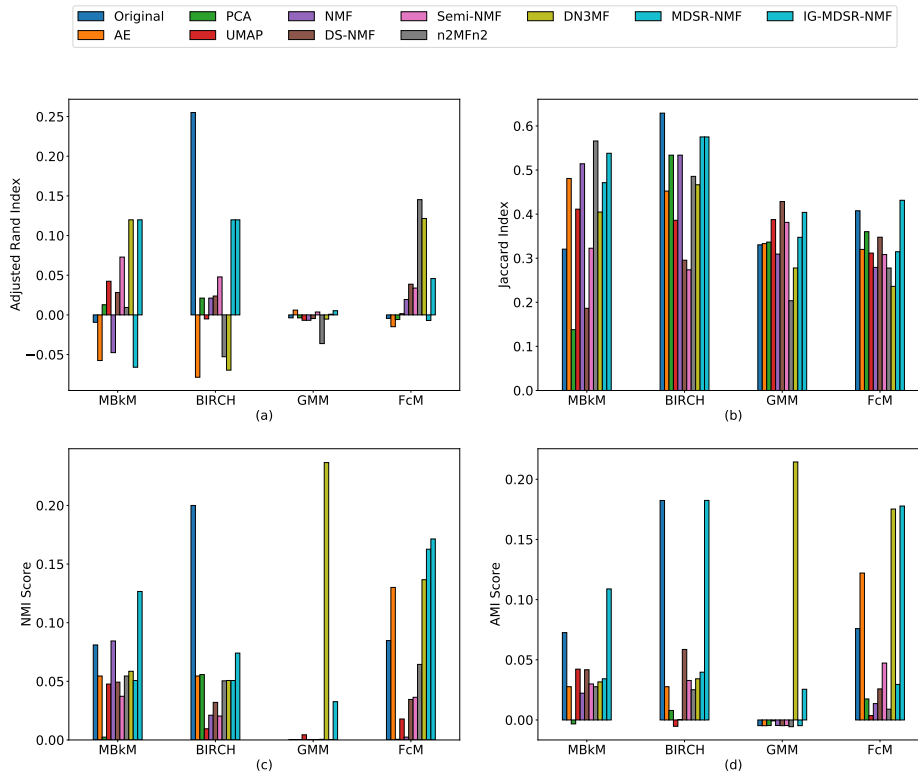 Original PCA NMF Semi-NMF DN3MF MDSR-NMF IG-MDSR-NMF
AE UMAP DS-NMF n2MFn2
0.25
0.20
0.15
0.10
0.05
0.00
−0.05
Adjusted Rand Index
MBkM BIRCH GMM FcM
(a)
0.6
0.5
0.4
0.3
0.2
0.1
0.0
Jaccard Index
MBkM BIRCH GMM FcM
(b)
0.20
0.15
0.10
0.05
0.00
NMI Score
MBkM BIRCH GMM FcM
(c)
0.20
0.15
0.10
0.05
0.00
AMI Score
MBkM BIRCH GMM FcM
(d)